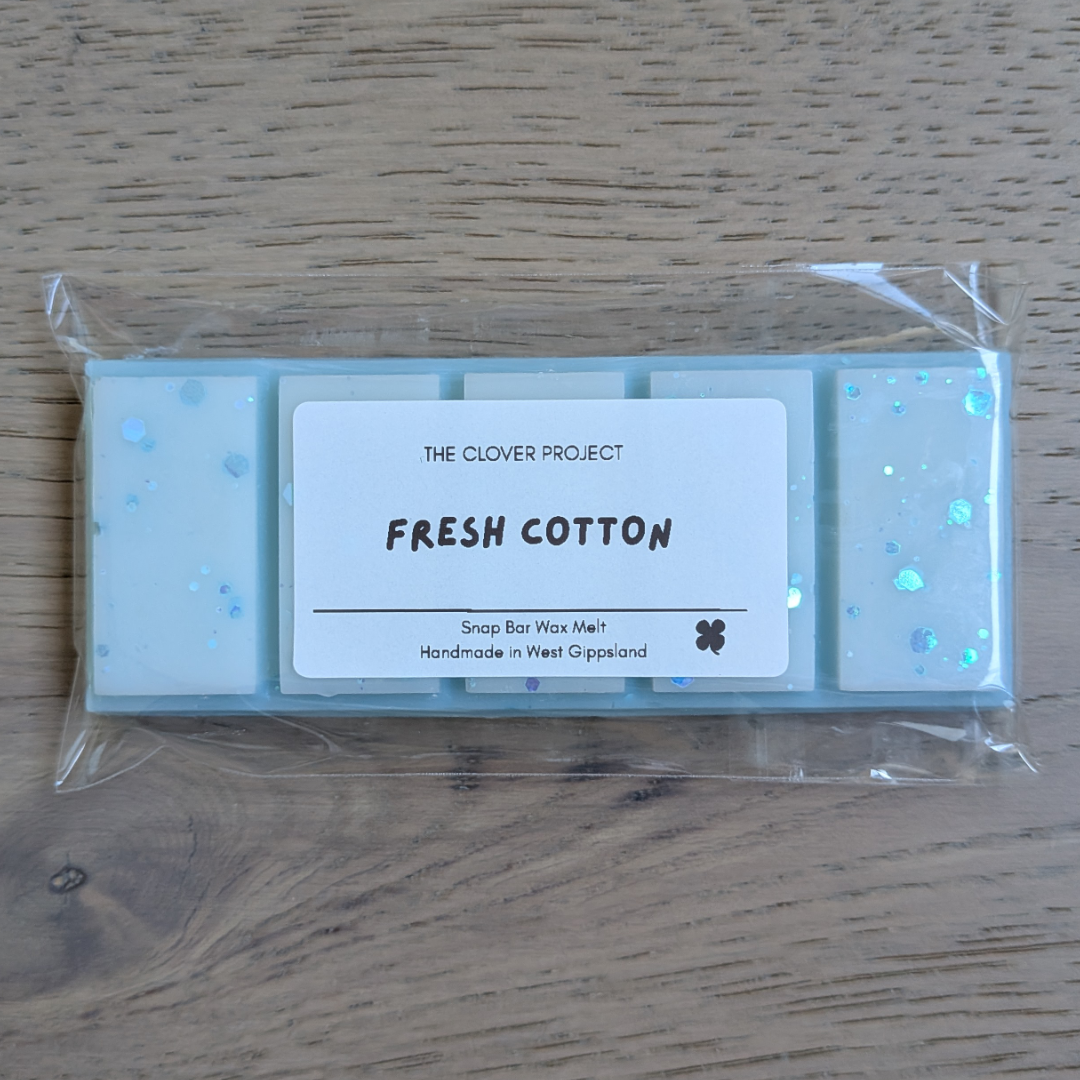 THE CLOVER PROJECT
FRESH COTTON
Snap Bar Wax Melt
Handmade in West Gippsland